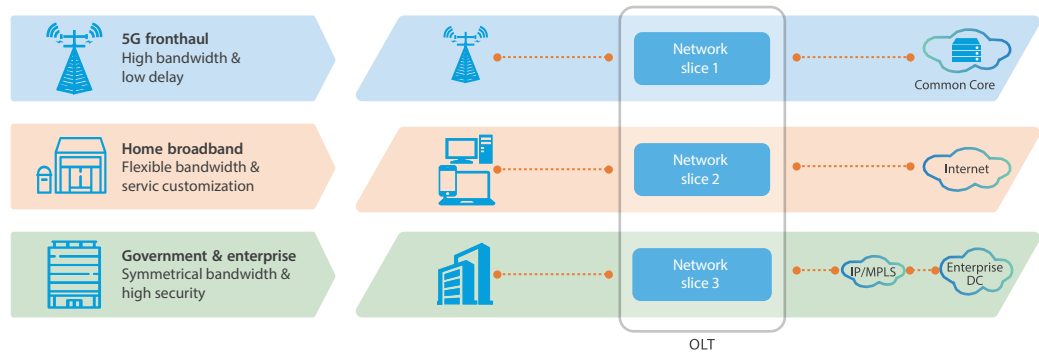 5G fronthaul
High bandwidth &
low delay
Network
slice 1
Common Core
Home broadband
Flexible bandwidth &
servic customization
Network
slice 2
Internet
Government & enterprise
Symmetrical bandwidth &
high security
Network
slice 3
IP/MPLS
Enterprise
DC
OLT